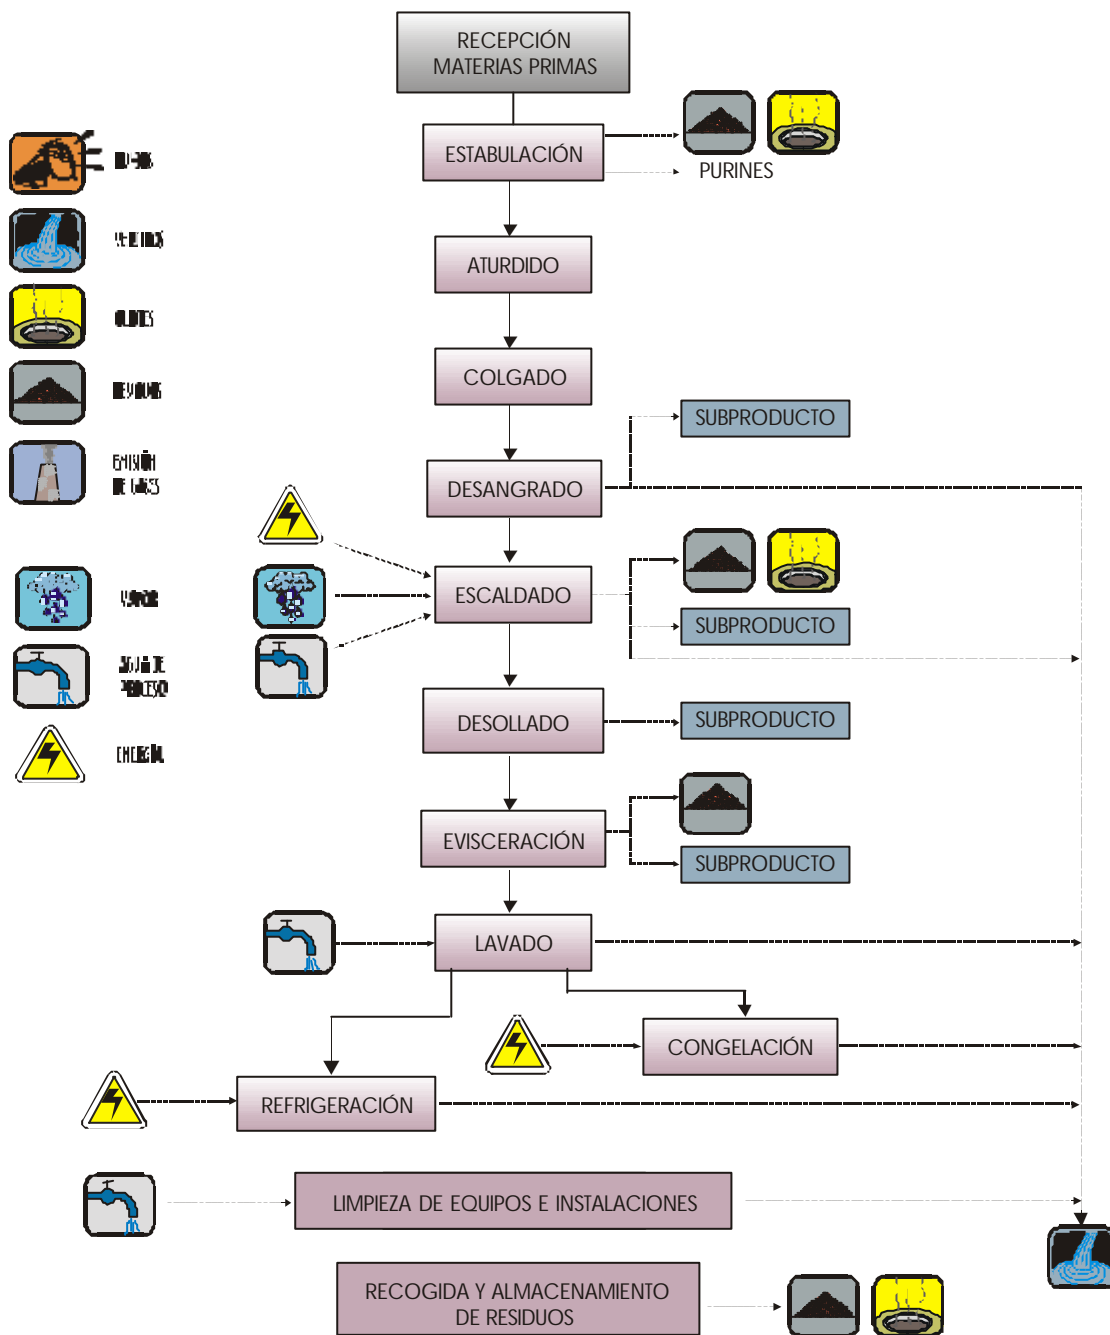 RECEPCIÓN
MATERIAS PRIMAS
ESTABULACIÓN
PURINES
ATURDIDO
COLGADO
SUBPRODUCTO
DESANGRADO
ESCALDADO
SUBPRODUCTO
DESOLLADO
SUBPRODUCTO
EVISCERACIÓN
SUBPRODUCTO
LAVADO
CONGELACIÓN
REFRIGERACIÓN
LIMPIEZA DE EQUIPOS E INSTALACIONES
RECOGIDA Y ALMACENAMIENTO
DE RESIDUOS